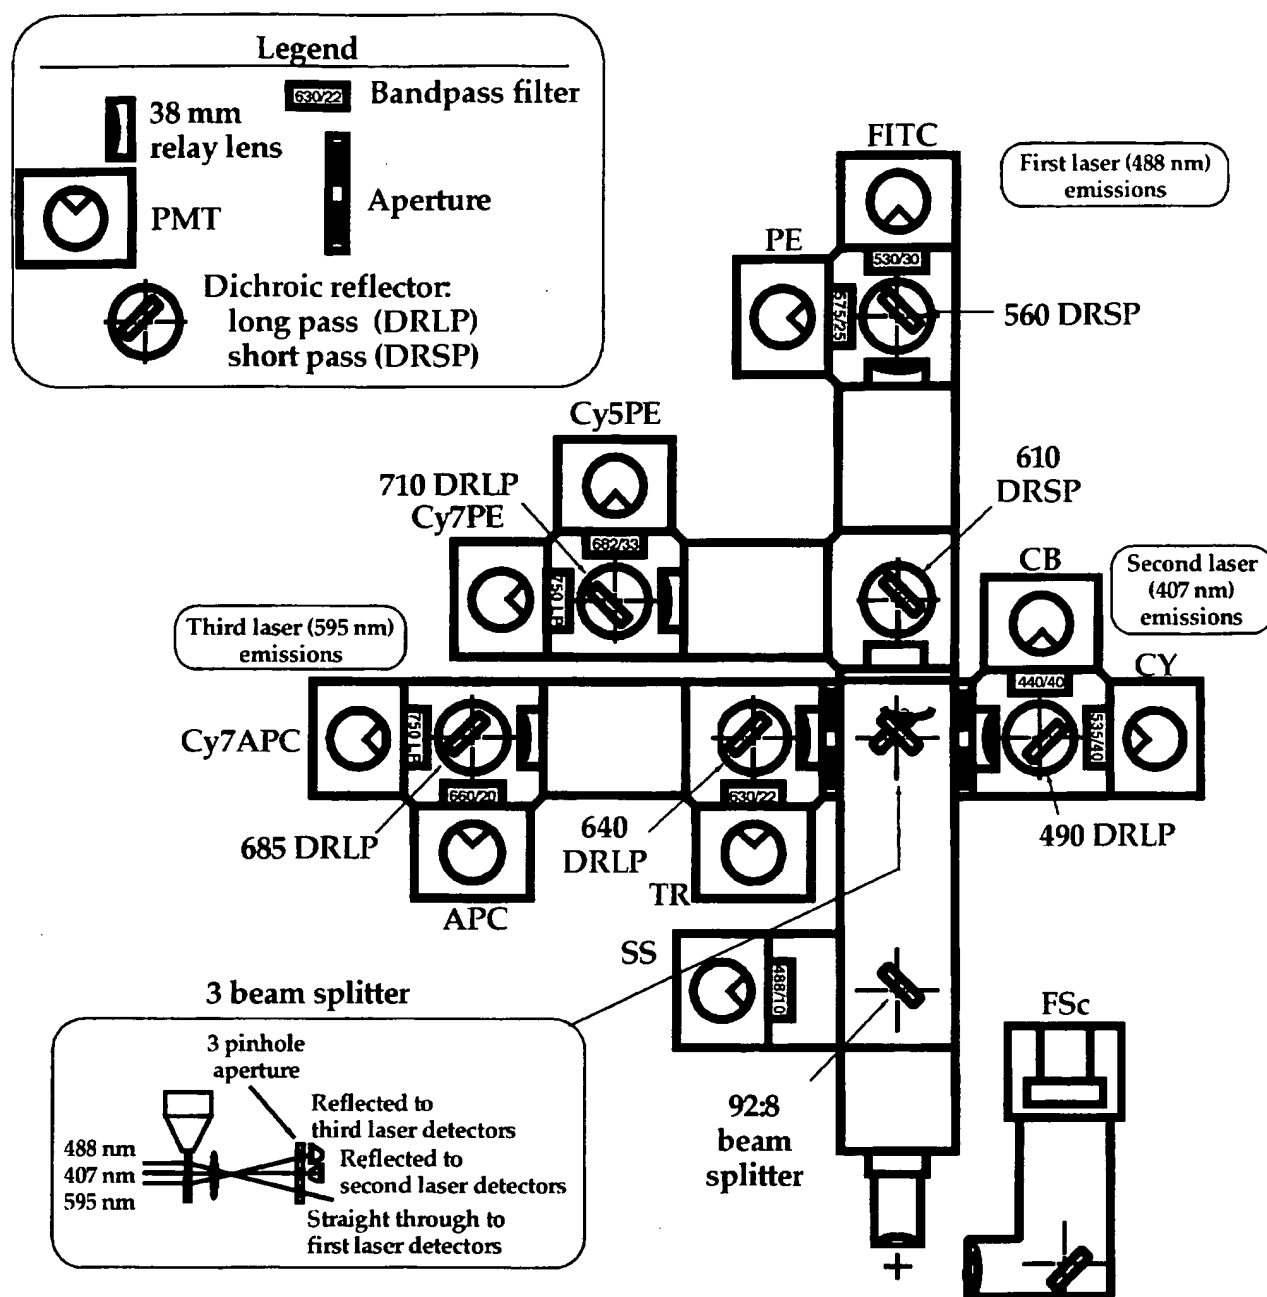 Legend
630/22
Bandpass filter
38 mm
relay lens
Aperture
PMT
Dichroic reflector:
long pass (DRLP)
short pass (DRSP)
FITC
First laser (488 nm)
emissions
PE
530/30
575/25
560 DRSP
Cy5PE
710 DRLP
Cy7PE
610
DRSP
682/33
750 LP
CB
Second laser
(407 nm)
emissions
Third laser (595 nm)
emissions
CY
440/40
535/40
Cy7APC
750 LP
660/20
630/22
685 DRLP
640
DRLP
490 DRLP
APC
TR
SS
488/10
3 beam splitter
FSc
3 pinhole
aperture
Reflected to
third laser detectors
488 nm
407 nm
595 nm
Reflected to
second laser detectors
Straight through to
first laser detectors
92:8
beam
splitter